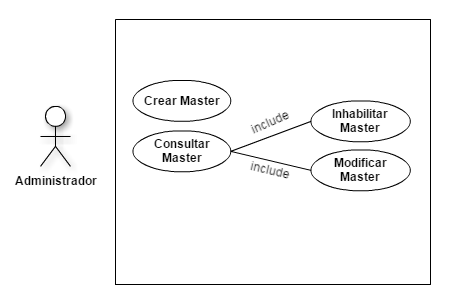 Crear Master
include
Inhabilitar
Master
Consultar
Master
include
Modificar
Master
Administrador